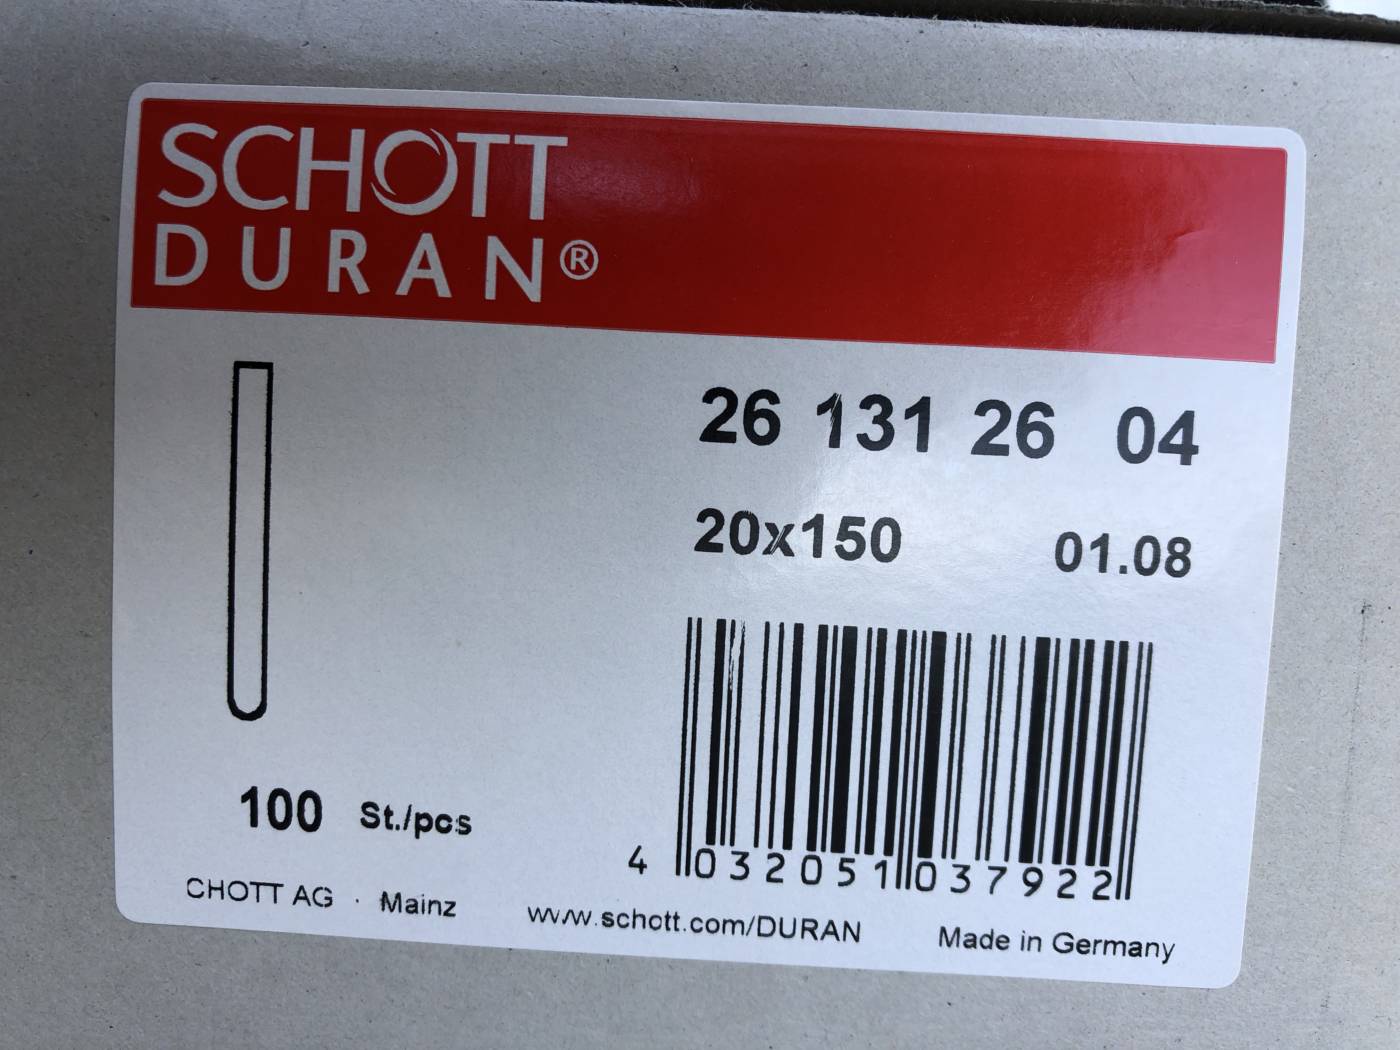 SCHOTT
DURAN®
26 131 26 04
20x150 01.08
100 St./pcs
4 032051 037922
CHOTT AG · Mainz www.schott.com/DURAN Made in Germany